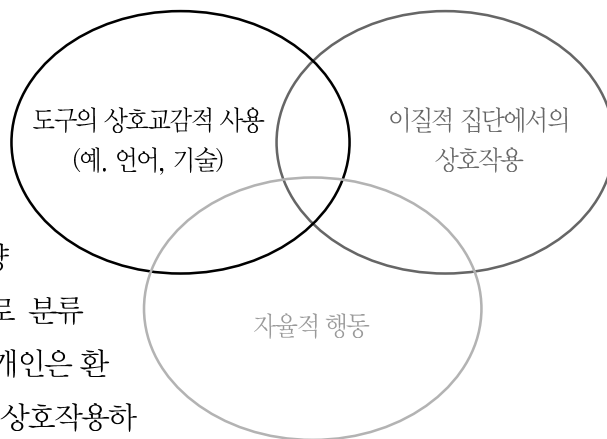 도구의 상호교감적 사용
(예. 언어, 기술)
이질적 집단에서의
상호작용
자율적 행동
량
로 분류
개인은 환
상호작용하